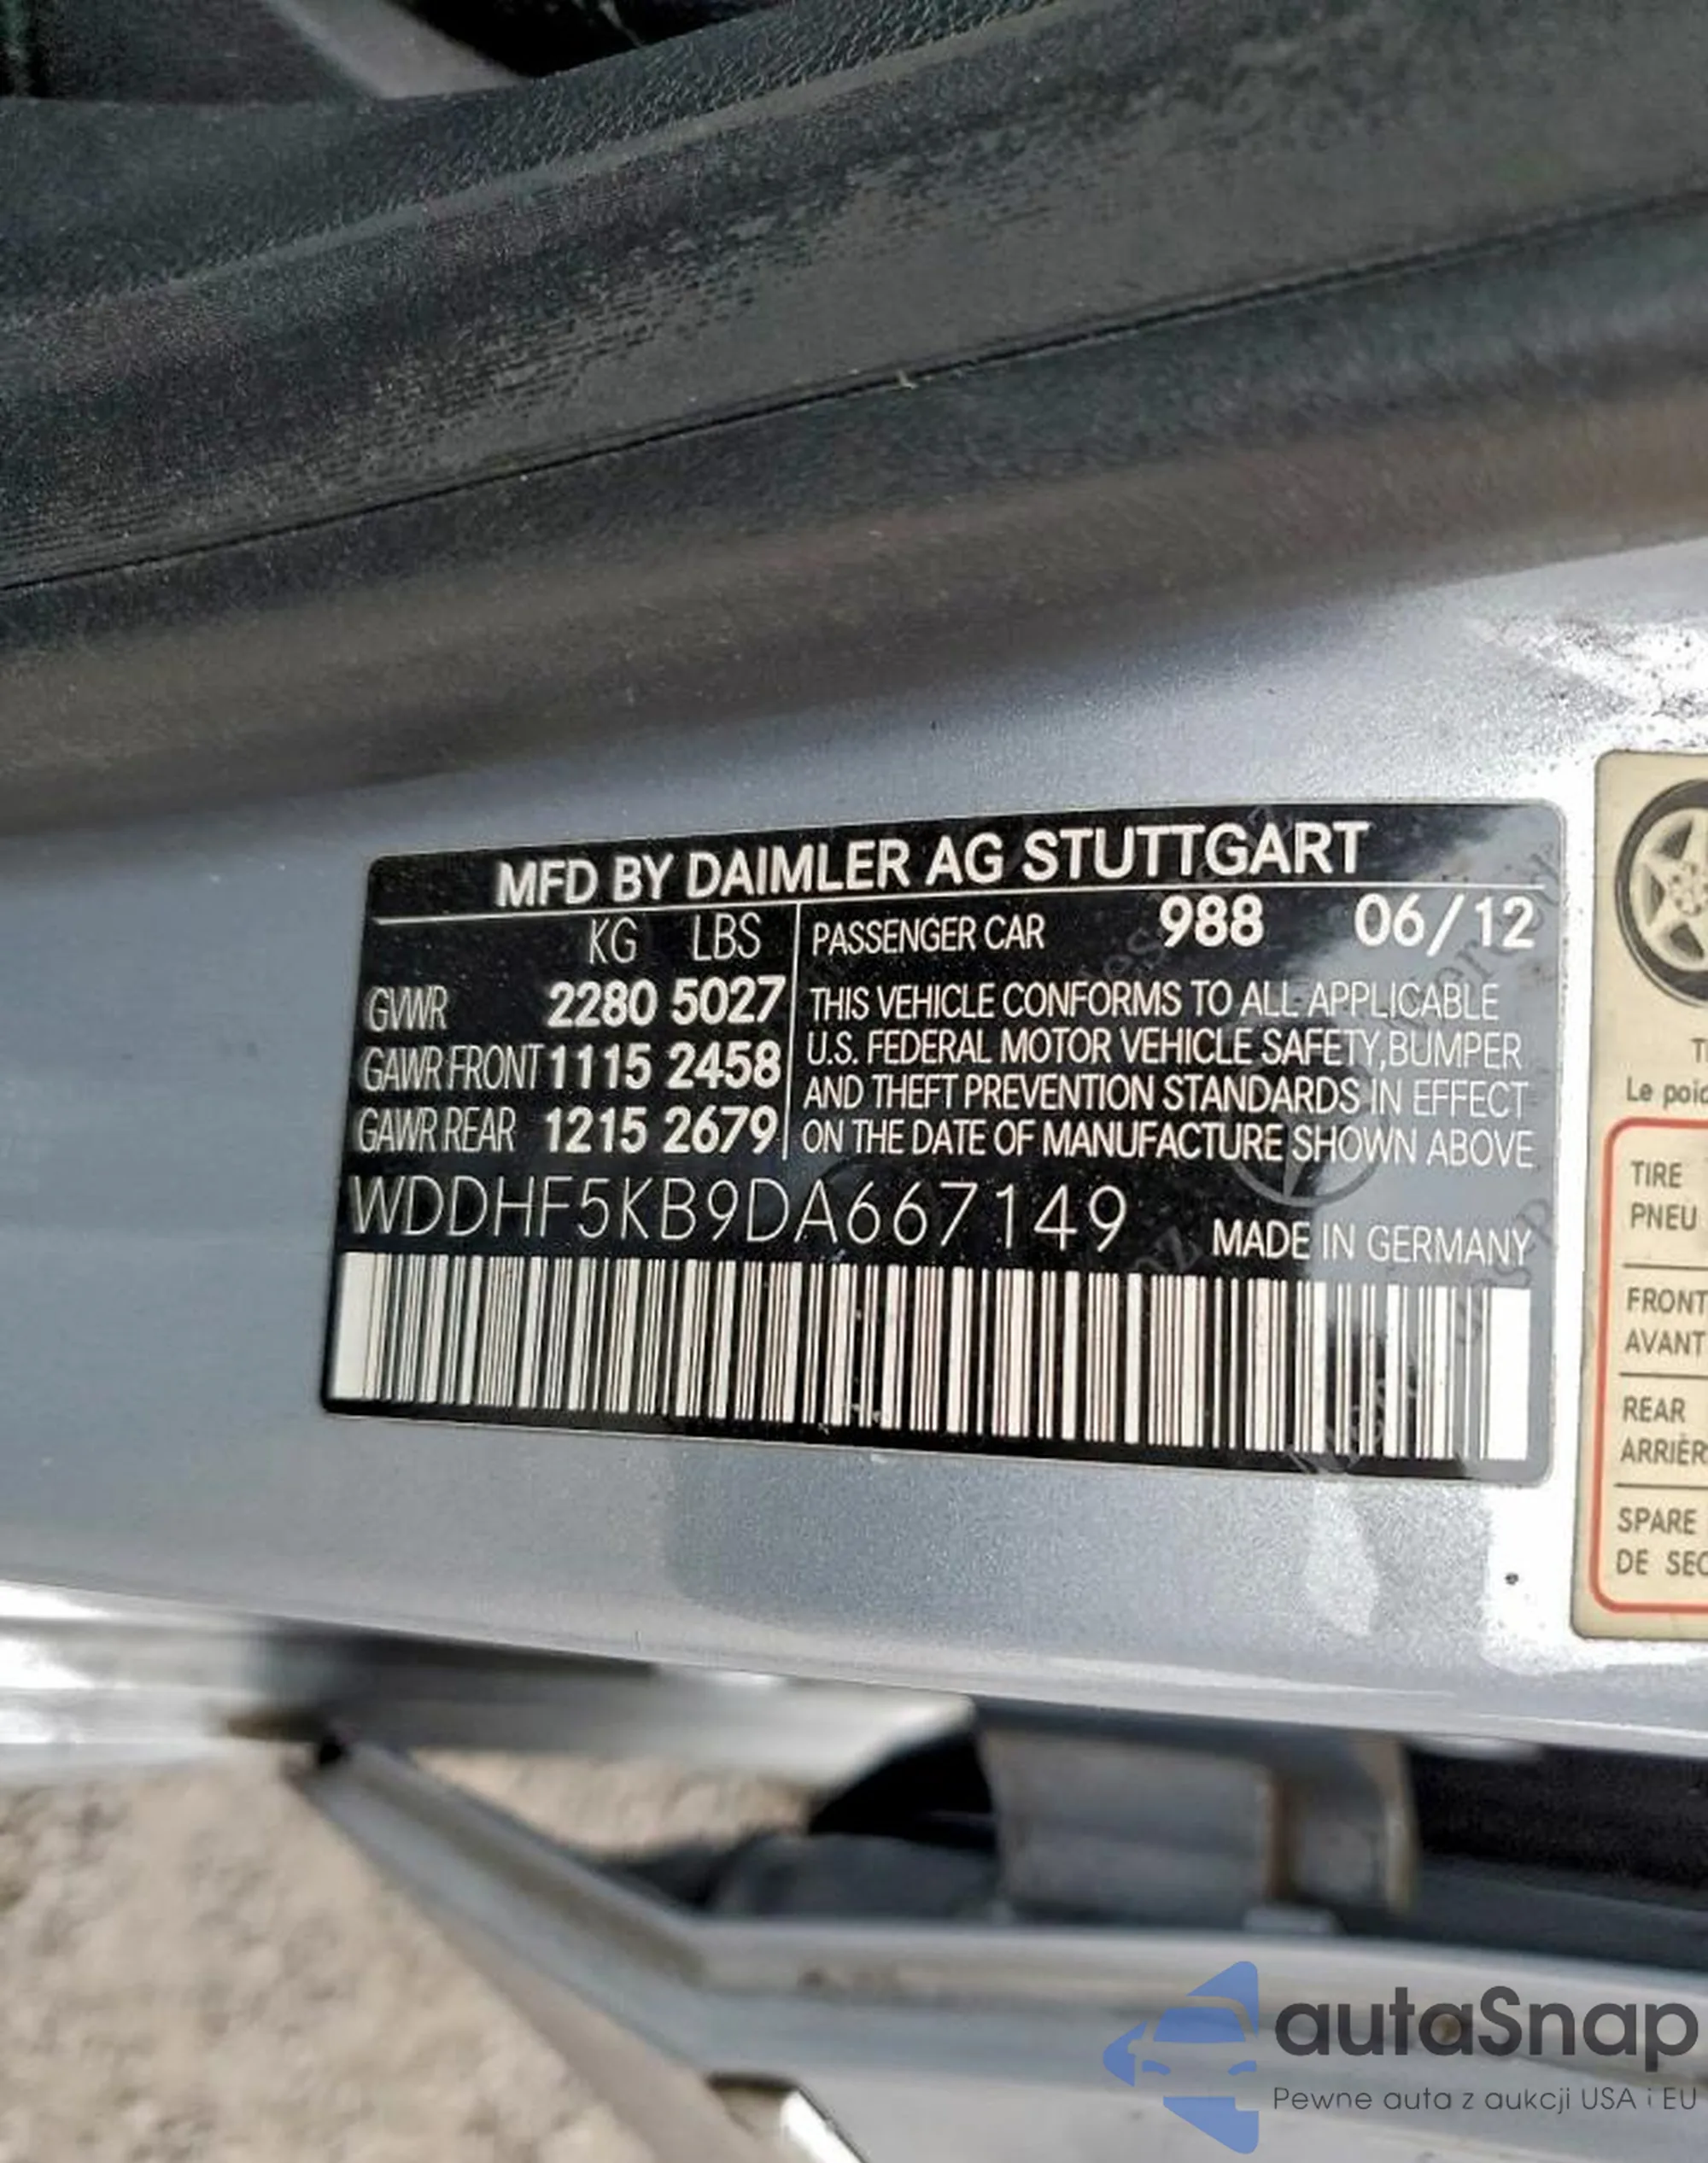 MFD BY DAIMLER AG STUTTGART
KG LBS
GVWR 2280 5027
GAWR FRONT 1115 2458
GAWR REAR 1215 2679
PASSENGER CAR 988 06/12
THIS VEHICLE CONFORMS TO ALL APPLICABLE
U.S. FEDERAL MOTOR VEHICLE SAFETY,BUMPER
AND THEFT PREVENTION STANDARDS IN EFFECT
ON THE DATE OF MANUFACTURE SHOWN ABOVE
WDDHF5KB9DA667149
MADE IN GERMANY
Le
TIRE
PNEU
FRONT
AVANT
REAR
SPARE
DE
autaSnap
Pewne auta z aukcji USA i EU